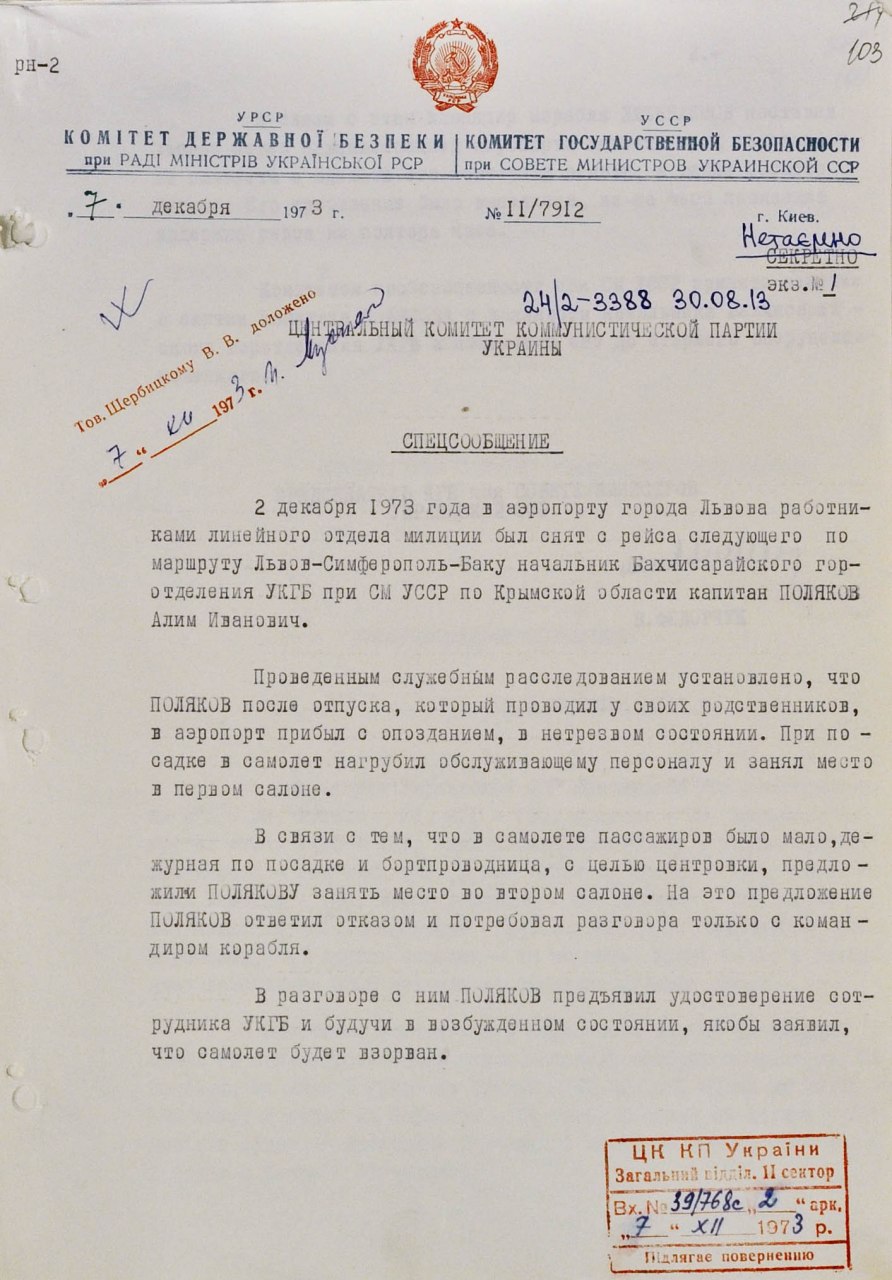 214
103
рн-2
УРСР
КОМІТЕТ ДЕРЖАВНОЇ БЕЗПЕКИ
при РАДІ МІНІСТРІВ УКРАЇНСЬКОЇ РСР
УССР
КОМИТЕТ ГОСУДАРСТВЕННОЙ БЕЗОПАСНОСТИ
при СОВЕТЕ МИНИСТРОВ УКРАИНСКОЙ ССР
„7" декабря 1973 г.
№ II/7912
г. Киев.
Нетаємно
СЕКРЕТНО
экз.№ 1
24/2-3388 30.08.13
ЦЕНТРАЛЬНЫЙ КОМИТЕТ КОММУНИСТИЧЕСКОЙ ПАРТИИ
УКРАИНЫ
Тов. Щербицкому В. В. доложено
„7" XII 1973 г.
СПЕЦСООБЩЕНИЕ
2 декабря 1973 года в аэропорту города Львова работни-
ками линейного отдела милиции был снят с рейса следующего по
маршруту Львов-Симферополь-Баку начальник Бахчисарайского гор-
отделения УКГБ при СМ УССР по Крымской области капитан ПОЛЯКОВ
Алим Иванович.
Проведенным служебным расследованием установлено, что
ПОЛЯКОВ после отпуска, который проводил у своих родственников,
в аэропорт прибыл с опозданием, в нетрезвом состоянии. При по -
садке в самолет нагрубил обслуживающему персоналу и занял место
в первом салоне.
В связи с тем, что в самолете пассажиров было мало,де-
журная по посадке и бортпроводница, с целью центровки, предло -
жили ПОЛЯКОВУ занять место во втором салоне. На это предложение
ПОЛЯКОВ ответил отказом и потребовал разговора только с коман -
диром корабля.
В разговоре с ним ПОЛЯКОВ предъявил удостоверение сот-
рудника УКГБ и будучи в возбужденном состоянии, якобы заявил,
что самолет будет взорван.
ЦК КП України
Загальний відділ. II сектор
Вх. № 39/768с „2" арк.
„7" XII 1973 р.
Підлягає поверненню